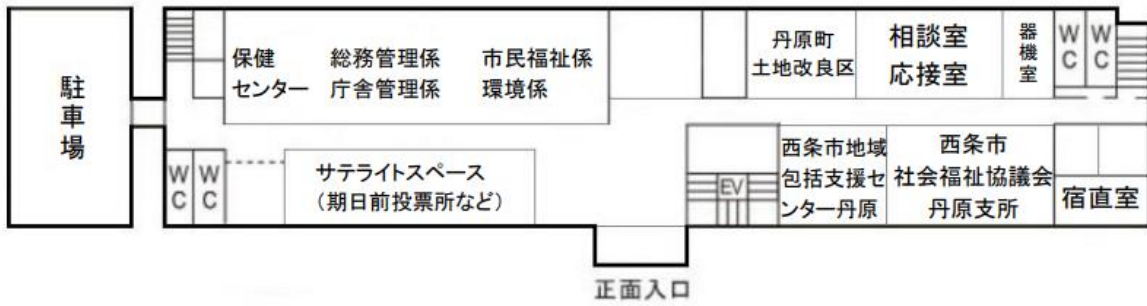 駐車場
保健
センター
総務管理係
庁舎管理係
市民福祉係
環境係
丹原町
土地改良区
相談室
応接室
器機室
WC
WC
WC
WC
サテライトスペース
（期日前投票所など）
EV
西条市地域
包括支援セ
ンター丹原
西条市
社会福祉協議会
丹原支所
宿直室
正面入口